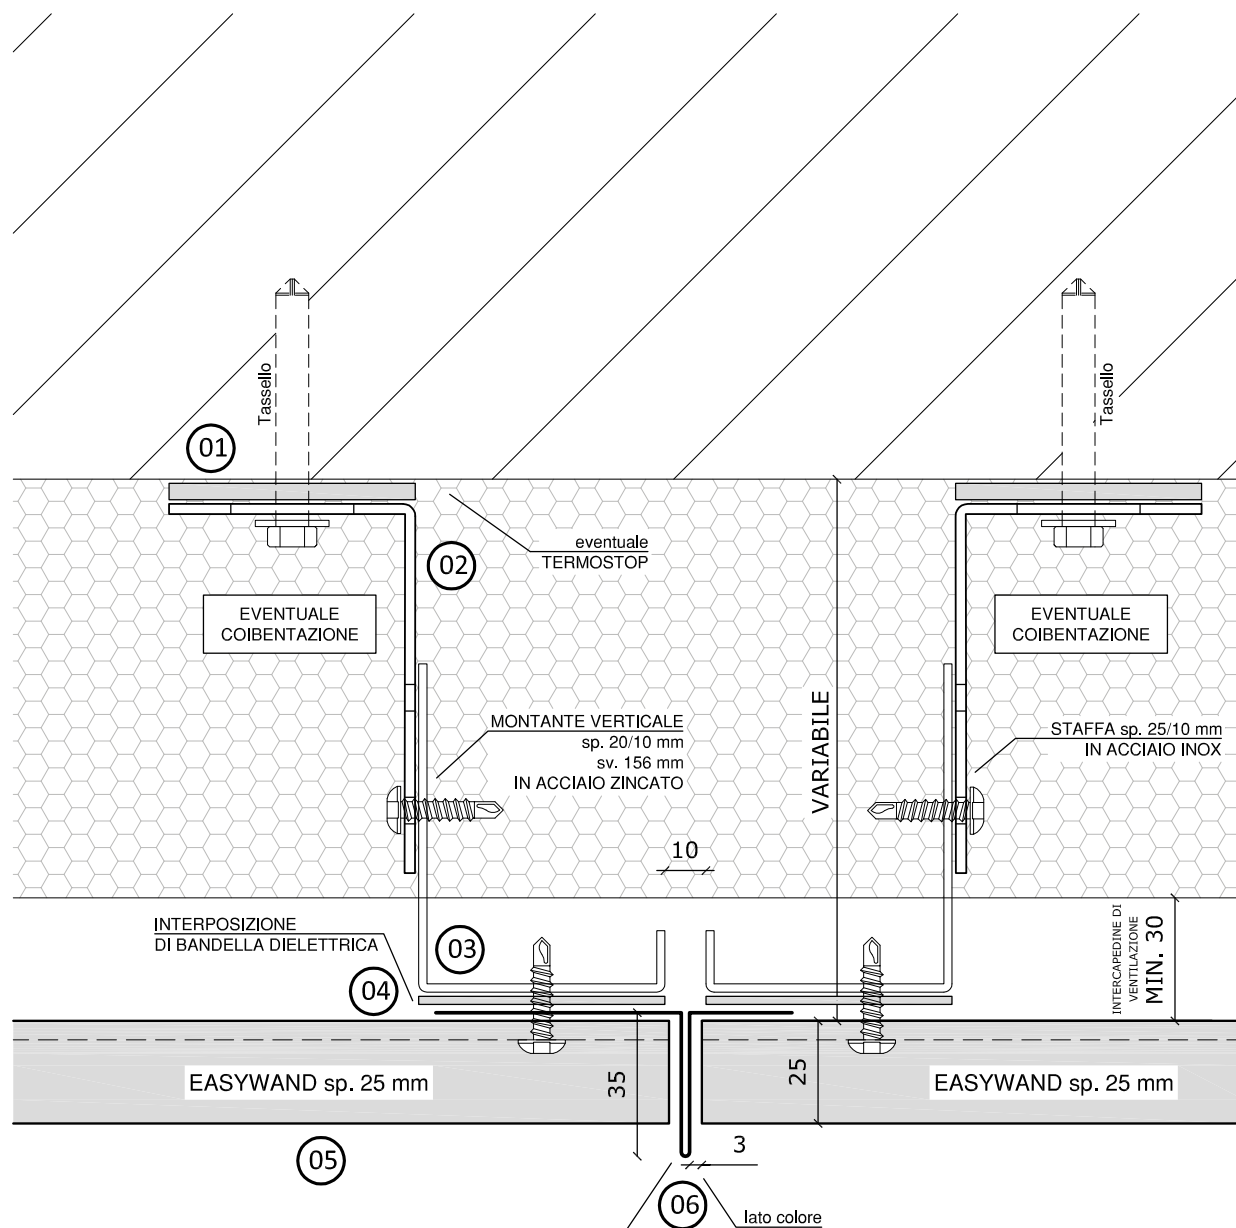 Tassello
Tassello
01
eventuale
TERMOSTOP
02
EVENTUALE
COIBENTAZIONE
EVENTUALE
COIBENTAZIONE
MONTANTE VERTICALE
sp. 20/10 mm
sv. 156 mm
IN ACCIAIO ZINCATO
VARIABILE
STAFFA sp. 25/10 mm
IN ACCIAIO INOX
10
INTERPOSIZIONE
DI BANDELLA DIELETTRICA
03
04
INTERCAPEDINE DI
VENTILAZIONE
MIN. 30
EASYWAND sp. 25 mm
35
25
EASYWAND sp. 25 mm
05
3
06
lato colore